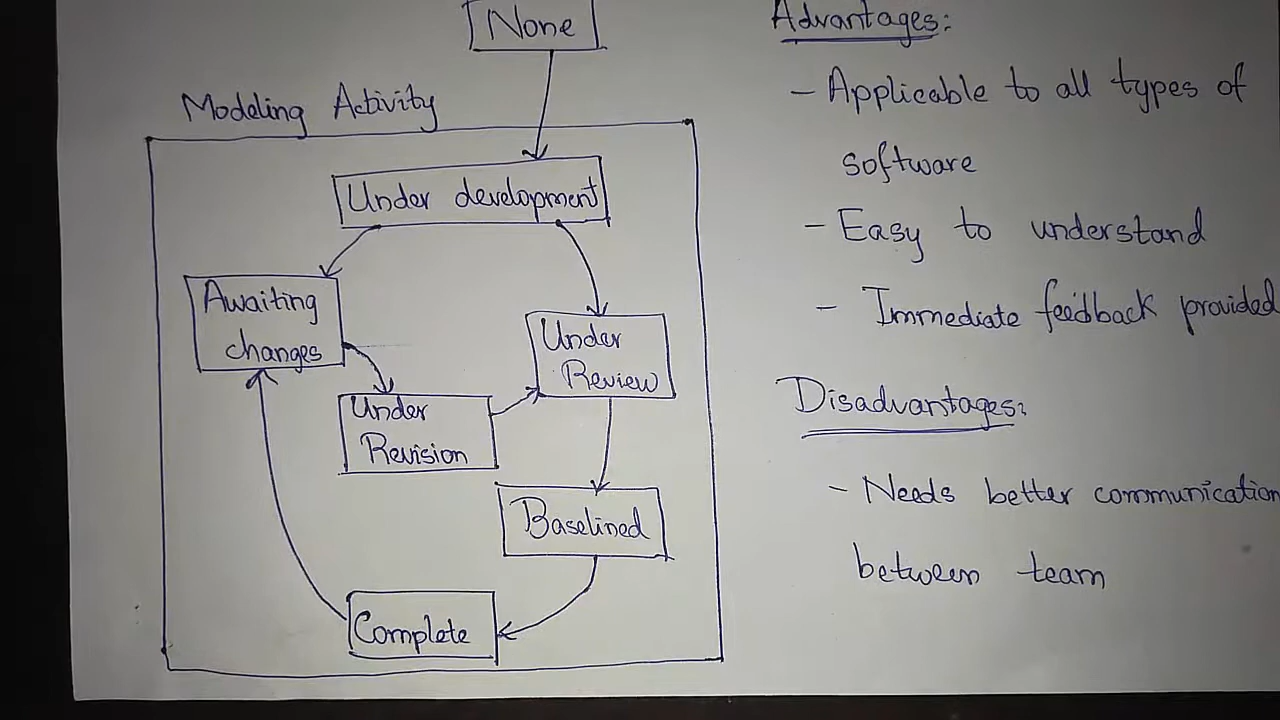 None
Modeling Activity
Under development
Awaiting
changes
Under
Review
Under
Revision
Baselined
Complete
Advantages:
- Applicable to all types of
software
- Easy to understand
- Immediate feedback provided
Disadvantages:
- Needs better communication
between team